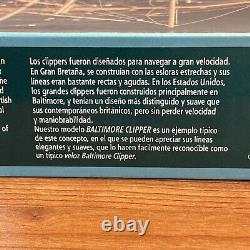 Los clippers fueron diseñados para navegar a gran velocidad.
En Gran Bretaña, se construían con las esloras estrechas y sus
líneas eran bastante rectas y agudas. En los Estados Unidos,
los grandes clippers fueron construidos principalmente en
Baltimore, y tenían un diseño más distinguido y suave que sus
contemporaneos británicos, pero sin perder velocidad
y maniobrabilidad.
Nuestro modelo BALTIMORE CLIPPER es un ejemplo típico
de este concepto, en el que se pueden apreciar sus líneas
elegantes y suaves, que lo hacen facilmente reconocible como
un típico veloz Baltimore Clipper.